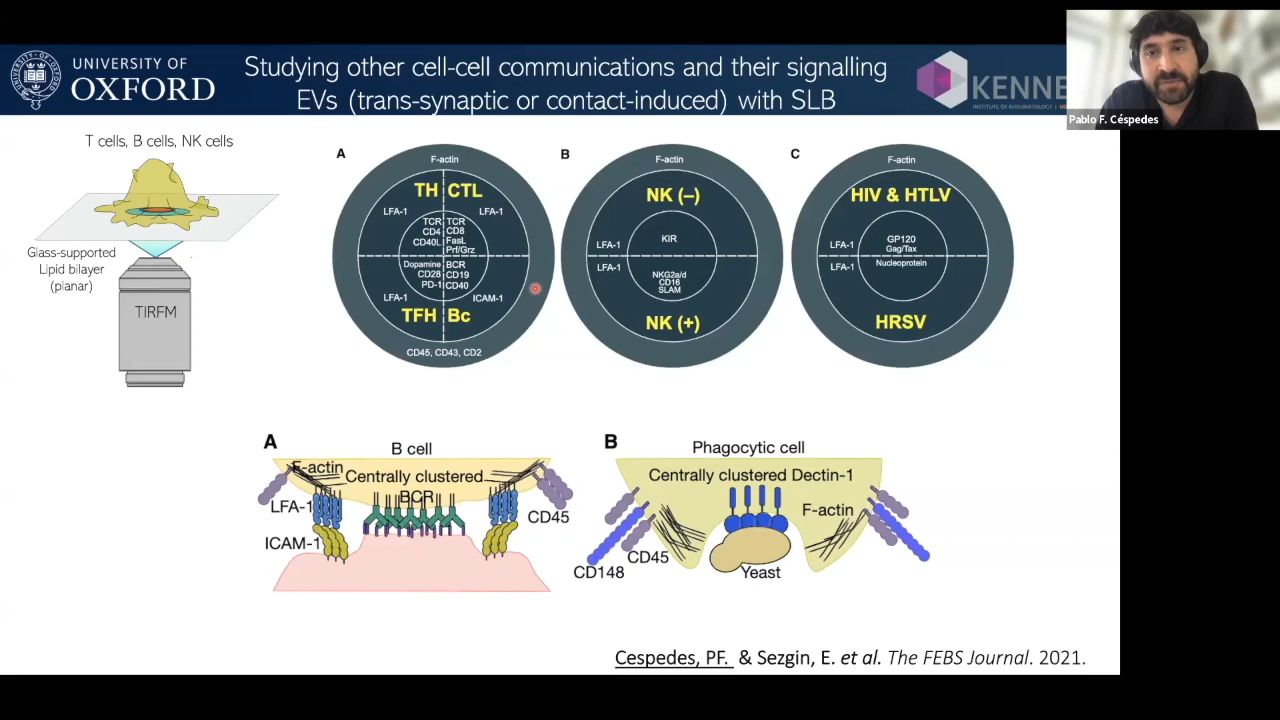 UNIVERSITY OF
OXFORD
Studying other cell-cell communications and their signalling
EVs (trans-synaptic or contact-induced) with SLB
KENNE
INSTITUTE OF RHEUMATOLOGY
Pablo F. Céspedes
T cells, B cells, NK cells
Glass-supported
Lipid bilayer
(planar)
TIRFM
A
F-actin
TH CTL
LFA-1 LFA-1
TCR TCR
CD4 CD8
CD40L FasL
Prf/Grz
Dopamine BCR
CD28 CD19
PD-1 CD40
LFA-1 ICAM-1
TFH Bc
CD45, CD43, CD2
B
F-actin
NK (–)
KIR
LFA-1
LFA-1
NKG2a/d
CD16
SLAM
NK (+)
C
F-actin
HIV & HTLV
GP120
Gag/Tax
LFA-1
LFA-1
Nucleoprotein
HRSV
A
B cell
F-actin
Centrally clustered
BCR
LFA-1
CD45
ICAM-1
B
Phagocytic cell
Centrally clustered Dectin-1
F-actin
CD45
CD148
Yeast
Cespedes, PF. & Sezgin, E. et al. The FEBS Journal. 2021.